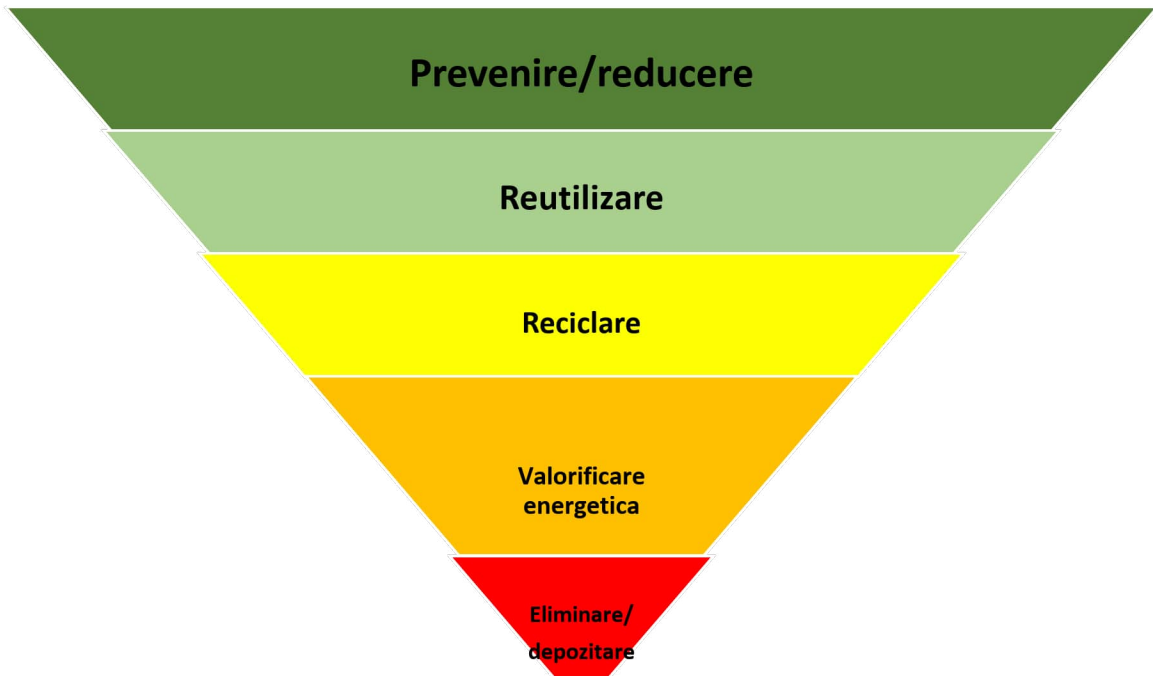 Prevenire/reducere
Reutilizare
Reciclare
Valorificare
energetica
Eliminare/
depozitare